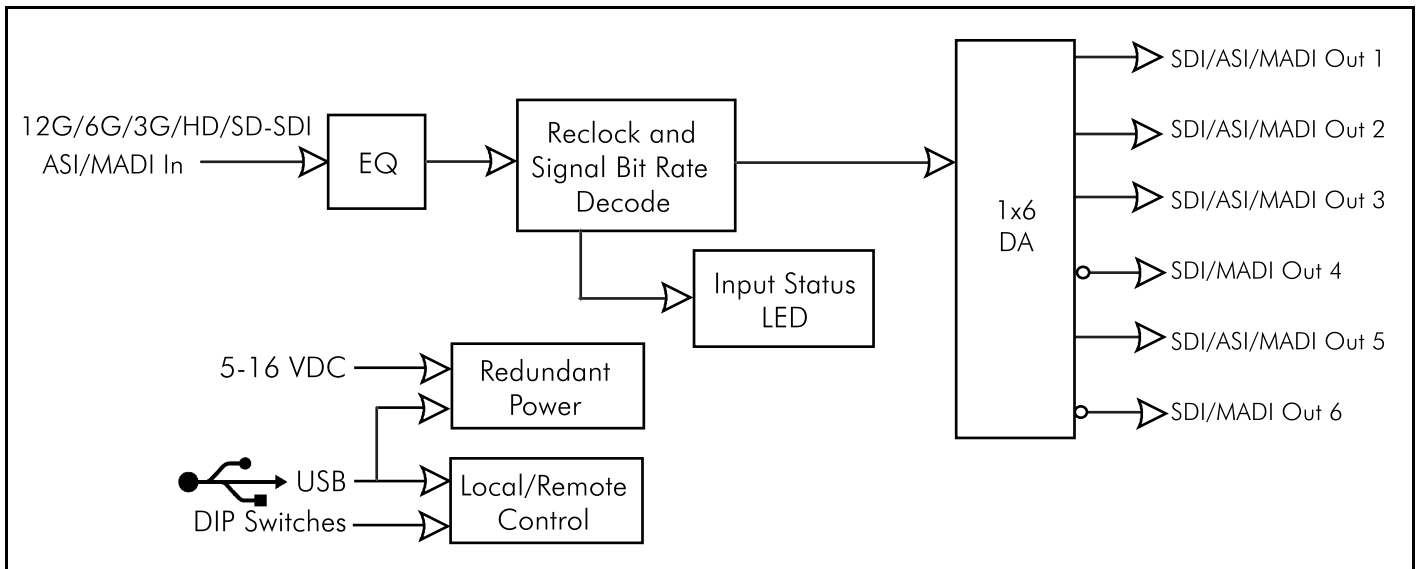 12G/6G/3G/HD/SD-SDI
ASI/MADI In
EQ
Reclock and
Signal Bit Rate
Decode
Input Status
LED
1x6
DA
SDI/ASI/MADI Out 1
SDI/ASI/MADI Out 2
SDI/ASI/MADI Out 3
SDI/MADI Out 4
SDI/ASI/MADI Out 5
SDI/MADI Out 6
5-16 VDC
Redundant
Power
USB
DIP Switches
Local/Remote
Control